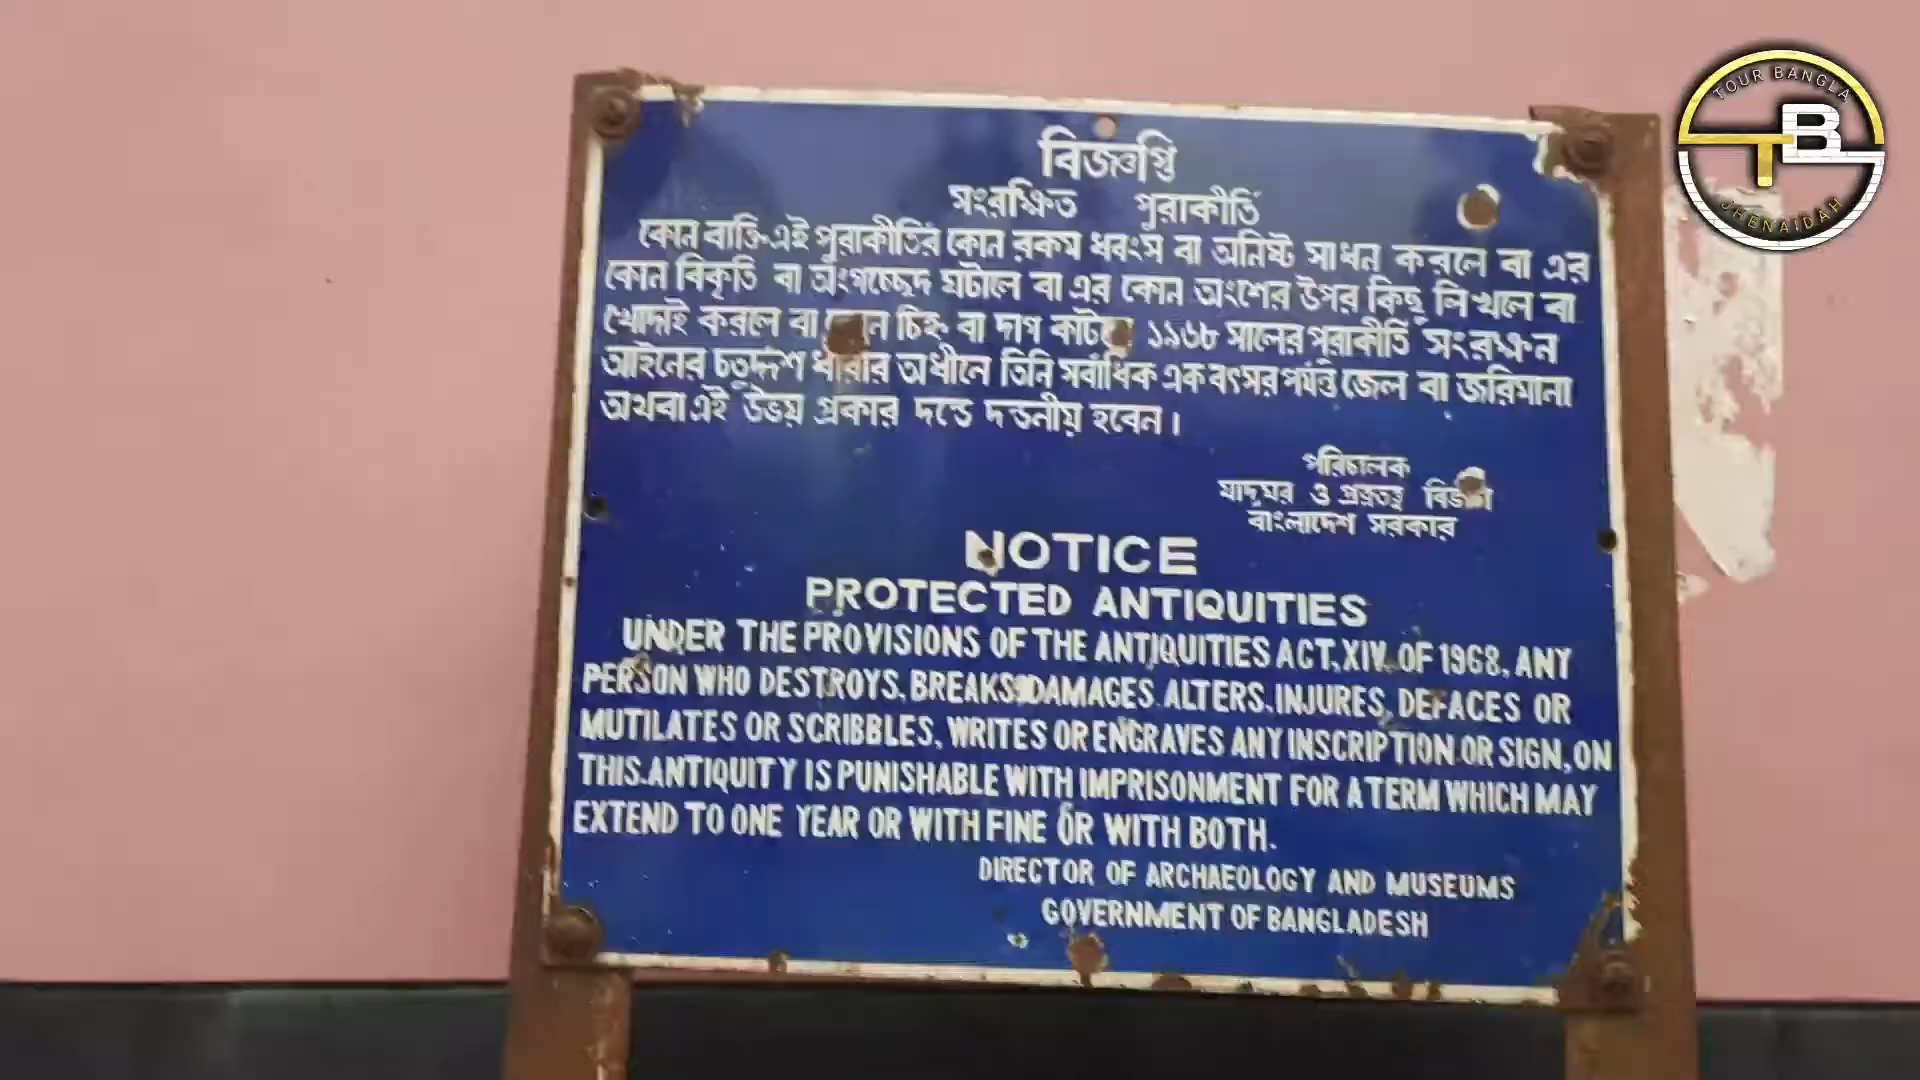 বিজ্ঞপ্তি
সংরক্ষিত পুরাকীর্তি
কোন ব্যক্তি এই পুরাকীর্তির কোন রকম ধবংস বা অনিষ্ট সাধন করলে বা এর
কোন বিকৃতি বা অংগচ্ছেদ ঘটালে বা এর কোন অংশের উপর কিছু লিখলে বা
খোদাই করলে বা কোন চিহ্ন বা দাগ কাটলে ১৯৬৮ সালের পুরাকীর্তি সংরক্ষন
আইনের চতুর্দ্দশ ধারার অধীনে তিনি সর্বাধিক এক বৎসর পর্যন্ত জেল বা জরিমানা
অথবা এই উভয় প্রকার দন্ডে দন্ডনীয় হবেন।
পরিচালক
যাদুঘর ও প্রত্নতত্ত্ব বিভাগ
বাংলাদেশ সরকার
NOTICE
PROTECTED ANTIQUITIES
UNDER THE PROVISIONS OF THE ANTIQUITIES ACT, XIV, OF 1968, ANY
PERSON WHO DESTROYS, BREAKS, DAMAGES, ALTERS, INJURES, DEFACES OR
MUTILATES OR SCRIBBLES, WRITES OR ENGRAVES ANY INSCRIPTION OR SIGN, ON
THIS ANTIQUITY IS PUNISHABLE WITH IMPRISONMENT FOR A TERM WHICH MAY
EXTEND TO ONE YEAR OR WITH FINE OR WITH BOTH.
DIRECTOR OF ARCHAEOLOGY AND MUSEUMS
GOVERNMENT OF BANGLADESH
TOUR BANGLA
TB
JHENAIDAH